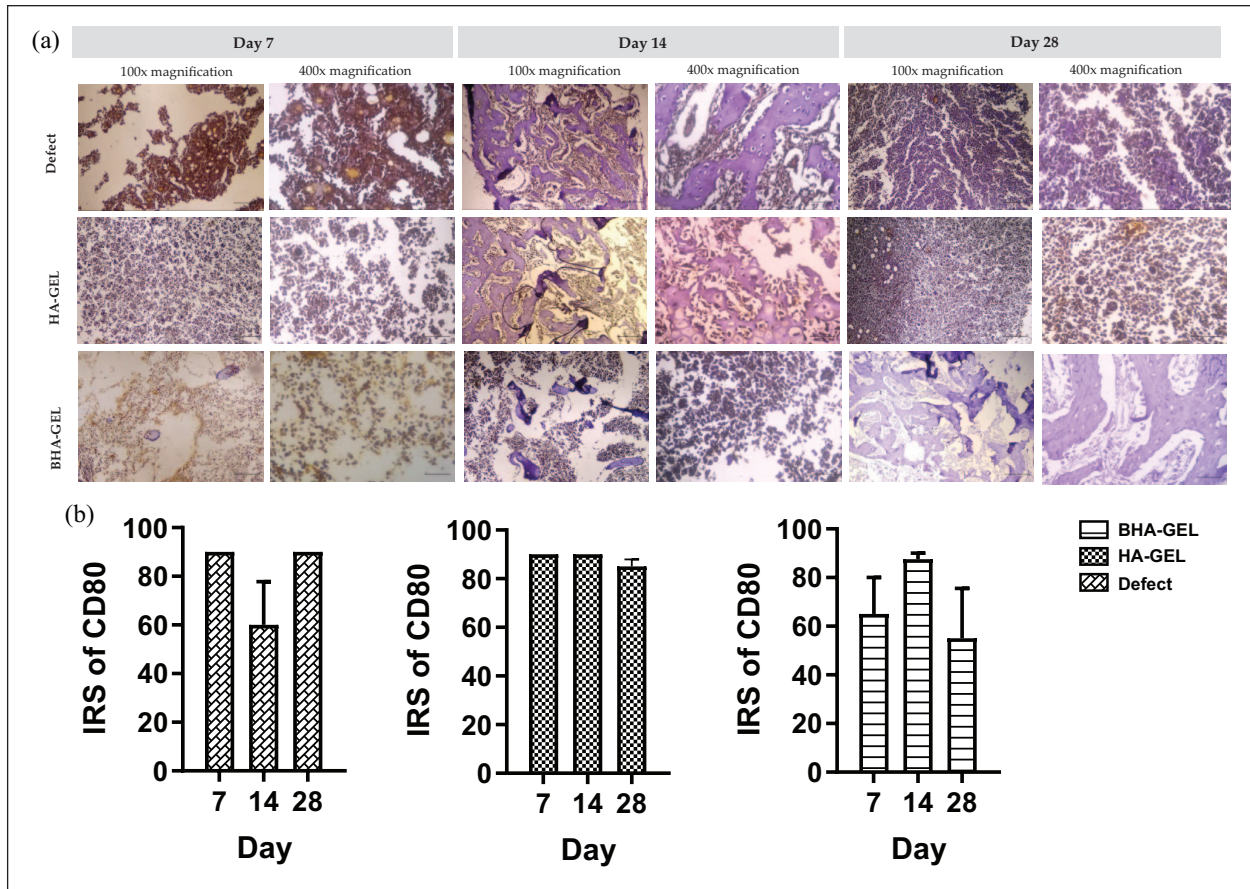 (a)
Day 7
Day 14
Day 28
100x magnification
400x magnification
100x magnification
400x magnification
100x magnification
400x magnification
Defect
HA-GEL
BHA-GEL
(b)
IRS of CD80
100
80
60
40
20
0
7 14 28
Day
IRS of CD80
100
80
60
40
20
0
7 14 28
Day
IRS of CD80
100
80
60
40
20
0
7 14 28
Day
BHA-GEL
HA-GEL
Defect